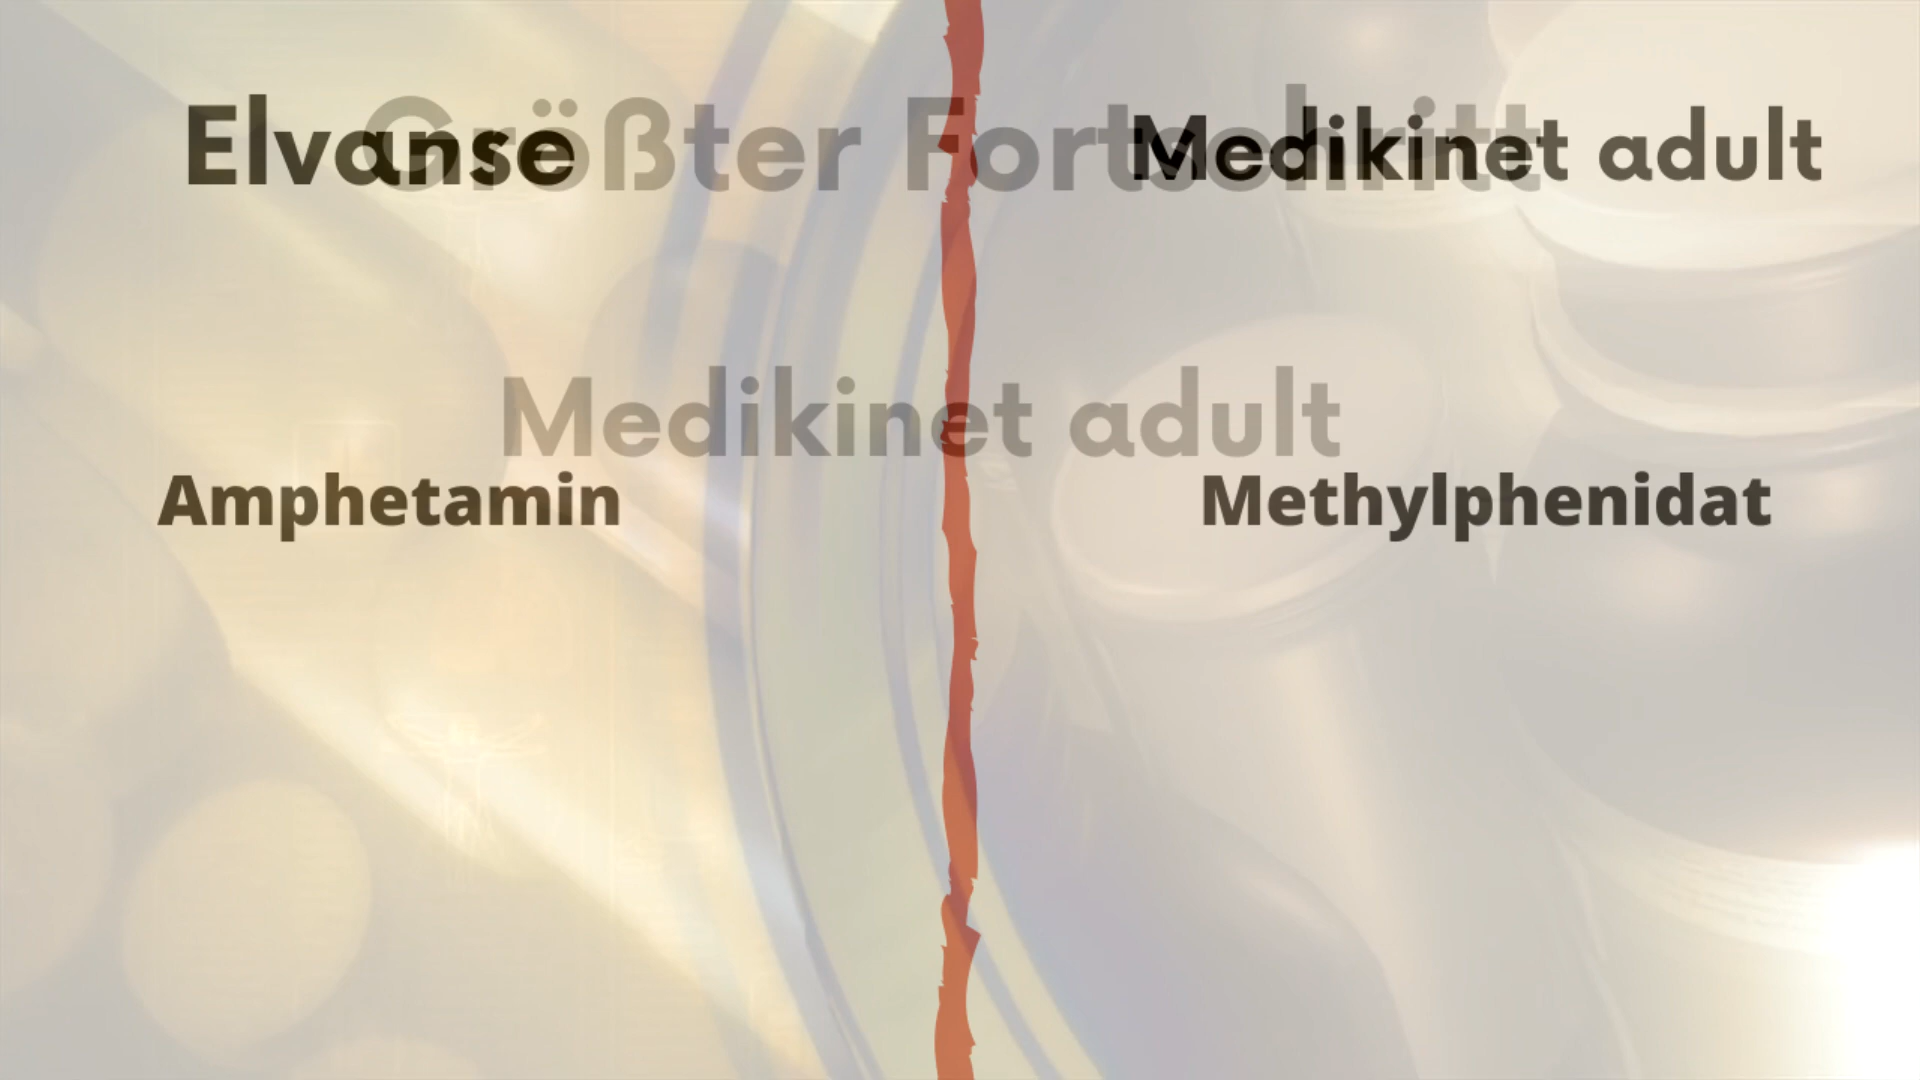 Elvanse
Größter Fortschritt
Medikinet adult
Medikinet adult
Amphetamin
Methylphenidat